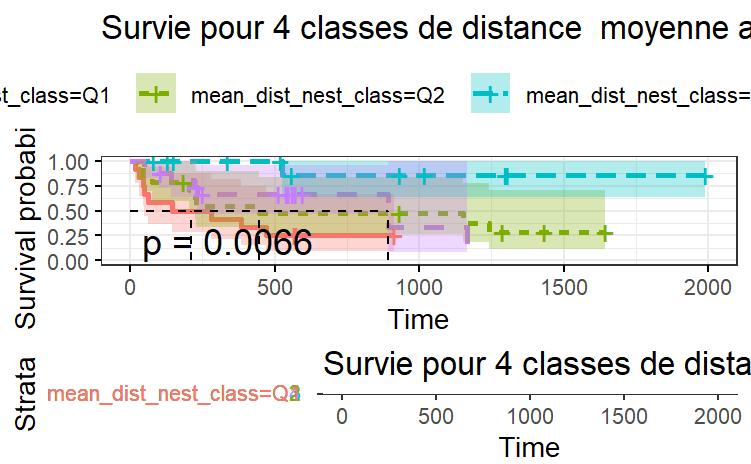 Survie pour 4 classes de distance  moyenne a
st_class=Q1 mean_dist_nest_class=Q2 mean_dist_nest_class=
Survival probabi
1.00
0.75
0.50
0.25
0.00
p = 0.0066
0 500 1000 1500 2000
Time
Survie pour 4 classes de dista
Strata
mean_dist_nest_class=Q
0 500 1000 1500 2000
Time